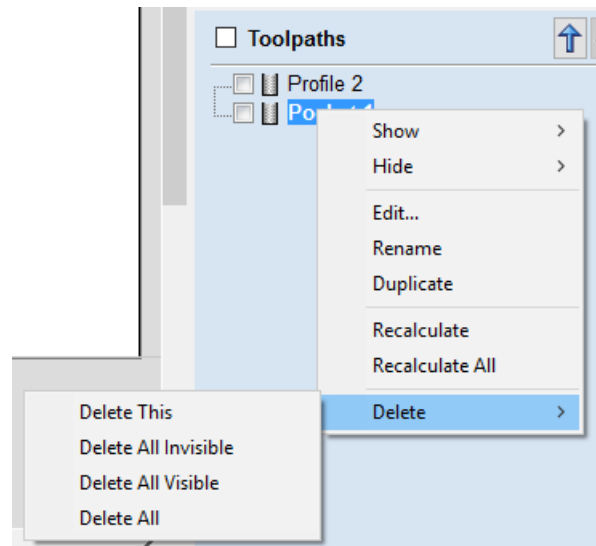 Toolpaths
Profile 2
Show
Hide
Edit...
Rename
Duplicate
Recalculate
Recalculate All
Delete
Delete This
Delete All Invisible
Delete All Visible
Delete All